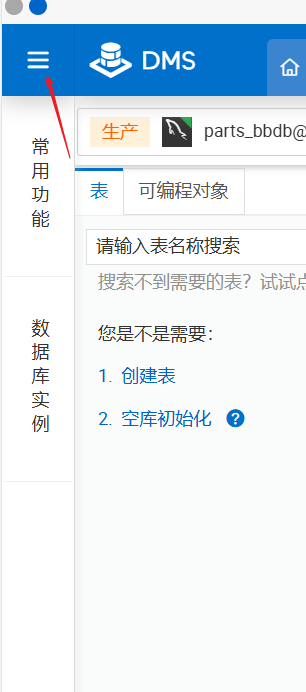 DMS
常用功能
数据库实例
生产 parts_bbdb@
表 可编程对象
请输入表名称搜索
搜索不到需要的表？试试点
您是不是需要：
1. 创建表
2. 空库初始化 ?